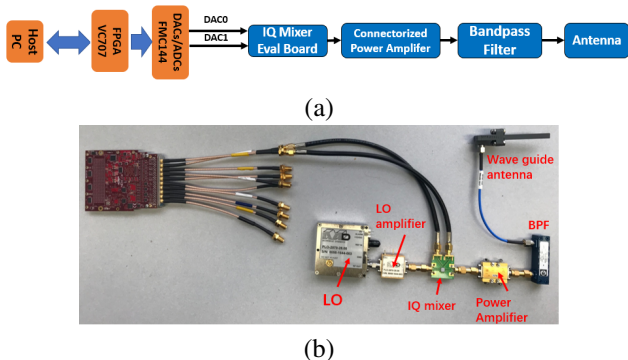 Host
PC
FPGA
VC707
DACs/ADCs
FMC144
DAC0
DAC1
IQ Mixer
Eval Board
Connectorized
Power Amplifer
Bandpass
Filter
Antenna
(a)
Wave guide
antenna
LO
amplifier
BPF
LO
IQ mixer
Power
Amplifier
(b)